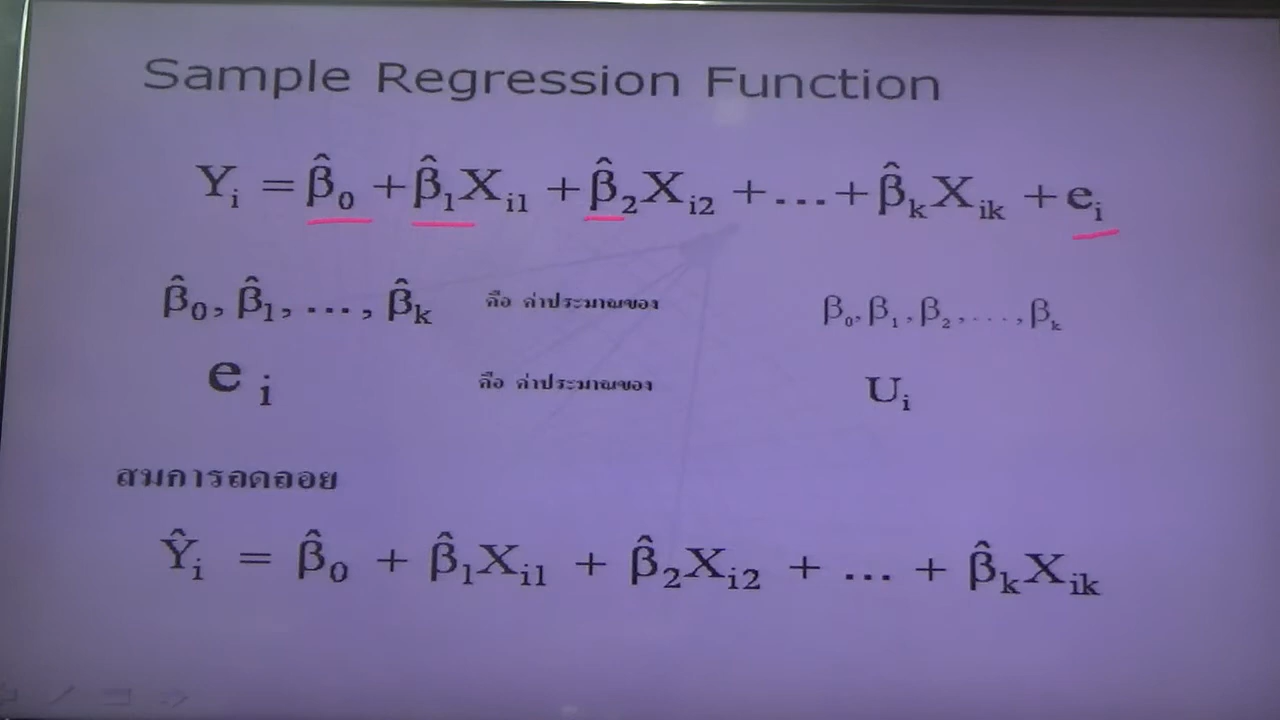 Sample Regression Function
Yᵢ = β̂₀ + β̂₁Xᵢ₁ + β̂₂Xᵢ₂ + ... + β̂ₖXᵢₖ + eᵢ
β̂₀, β̂₁, ..., β̂ₖ คือ ค่าประมาณของ β₀, β₁, β₂, ...., βₖ
eᵢ คือ ค่าประมาณของ Uᵢ
สมการถดถอย
Ŷᵢ = β̂₀ + β̂₁Xᵢ₁ + β̂₂Xᵢ₂ + ... + β̂ₖXᵢₖ